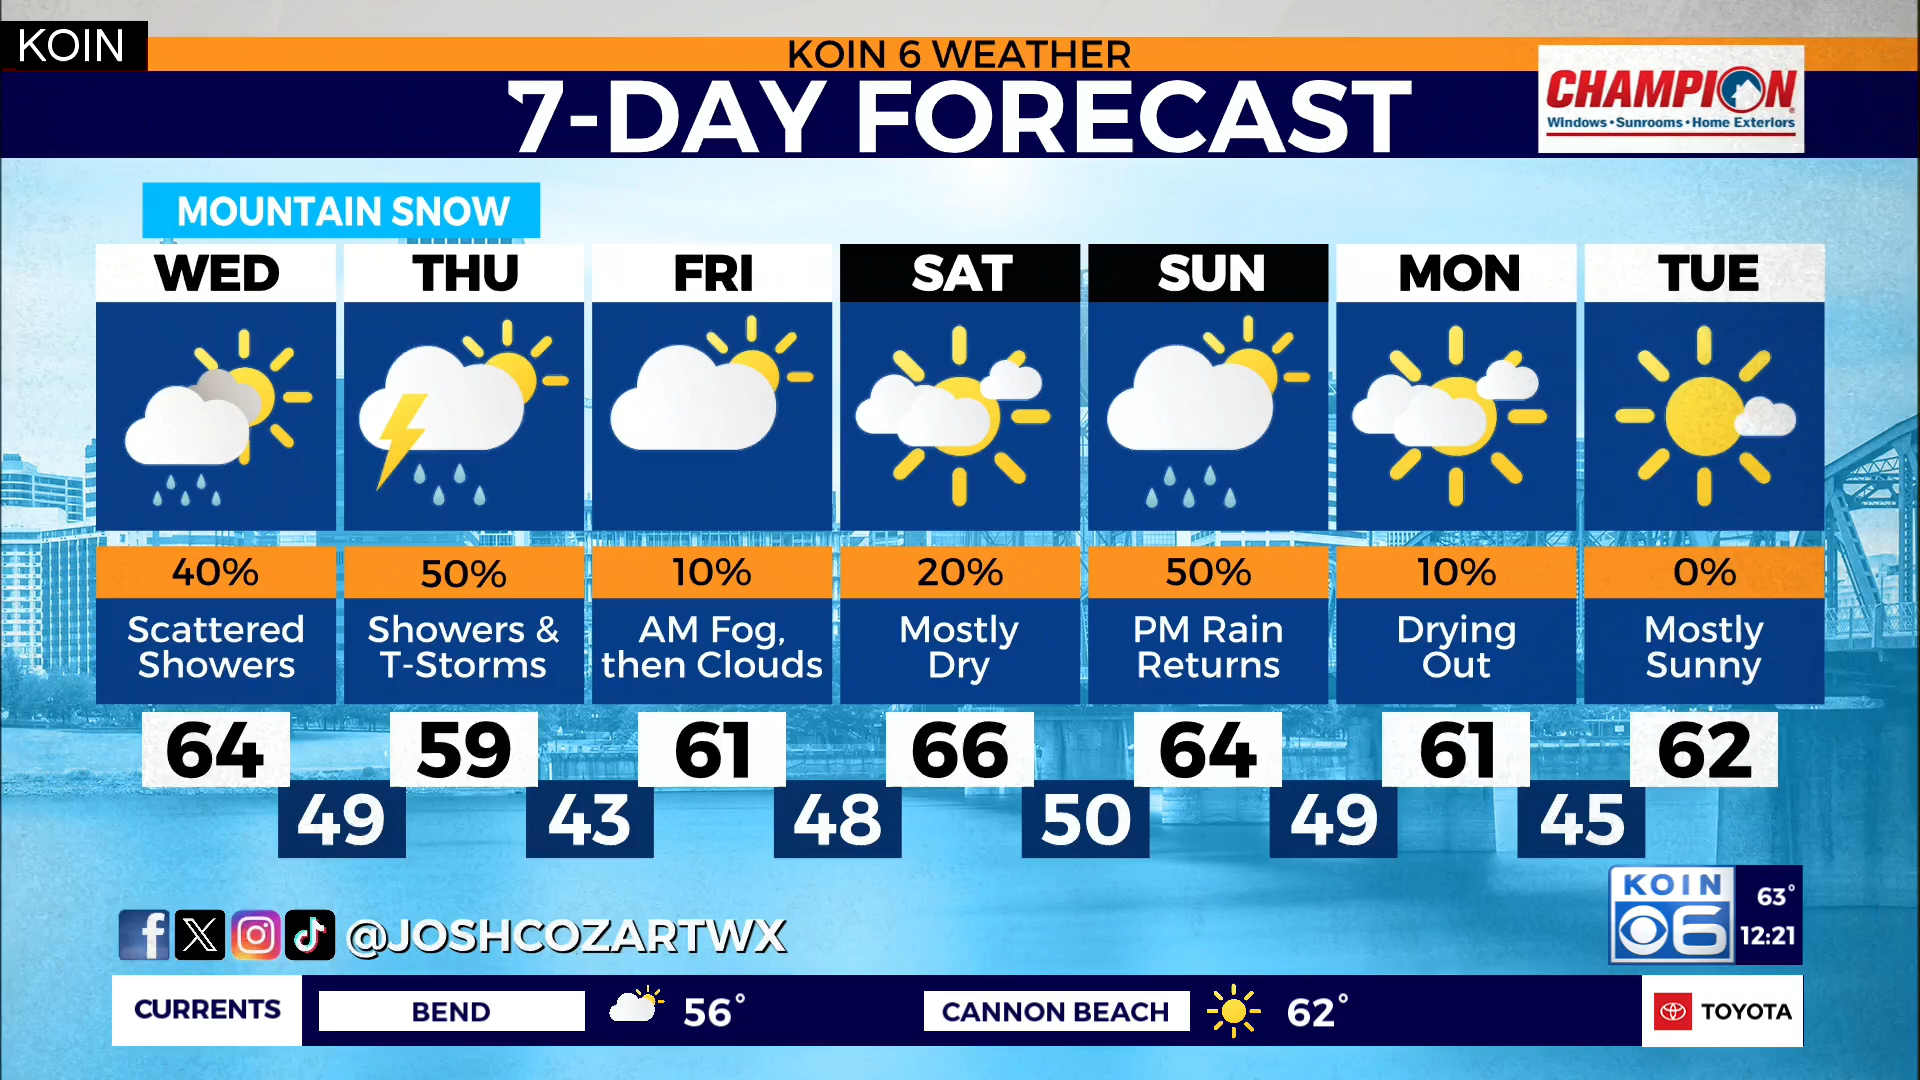 KOIN
KOIN 6 WEATHER
7-DAY FORECAST
CHAMPION
Windows • Sunrooms • Home Exteriors
MOUNTAIN SNOW
WED THU FRI SAT SUN MON TUE
40% 50% 10% 20% 50% 10% 0%
Scattered Showers & AM Fog, Mostly PM Rain Drying Mostly
Showers T-Storms then Clouds Dry Returns Out Sunny
64 59 61 66 64 61 62
49 43 48 50 49 45
KOIN 6
63°
12:21
@JOSHCOZARTWX
CURRENTS BEND 56° CANNON BEACH 62° TOYOTA